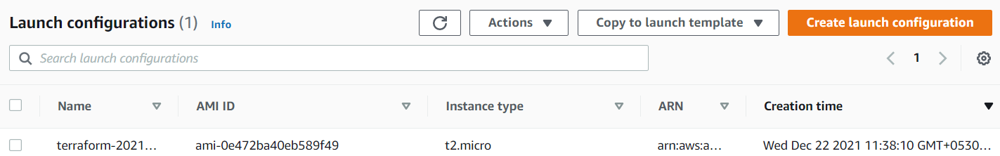 Launch configurations (1) Info Actions Copy to launch template Create launch configuration
Search launch configurations 1
Name AMI ID Instance type ARN Creation time
terraform-2021... ami-0e472ba40eb589f49 t2.micro arn:aws:a... Wed Dec 22 2021 11:38:10 GMT+0530...